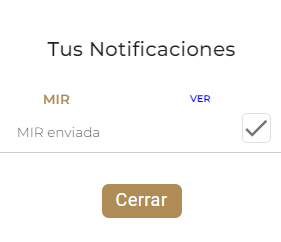 Tus Notificaciones
MIR VER
MIR enviada
Cerrar